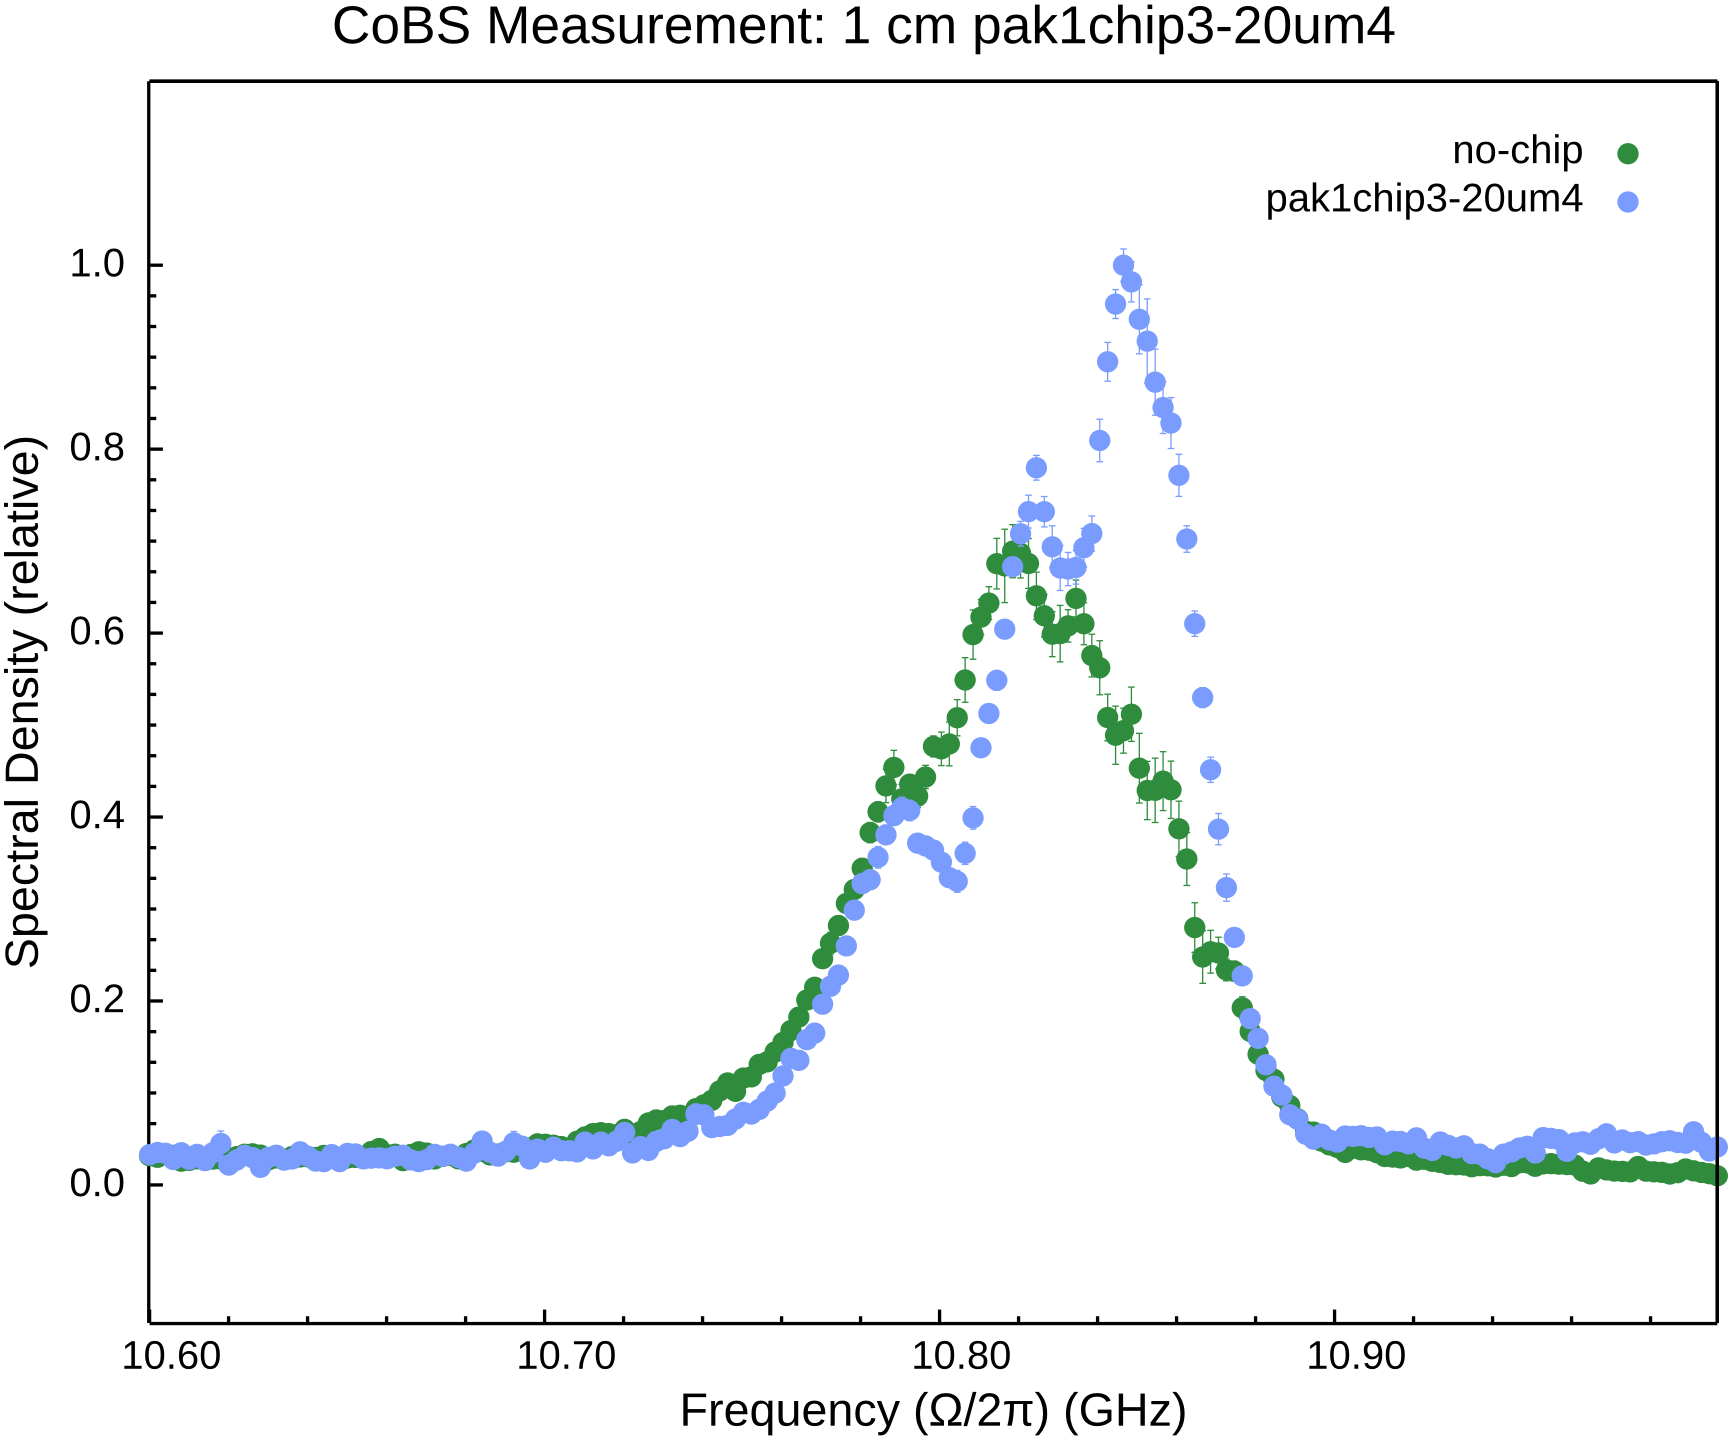 CoBS Measurement: 1 cm pak1chip3-20um4
no-chip
pak1chip3-20um4
1.0
0.8
0.6
0.4
0.2
0.0
Spectral Density (relative)
10.60 10.70 10.80 10.90
Frequency (Ω/2π) (GHz)